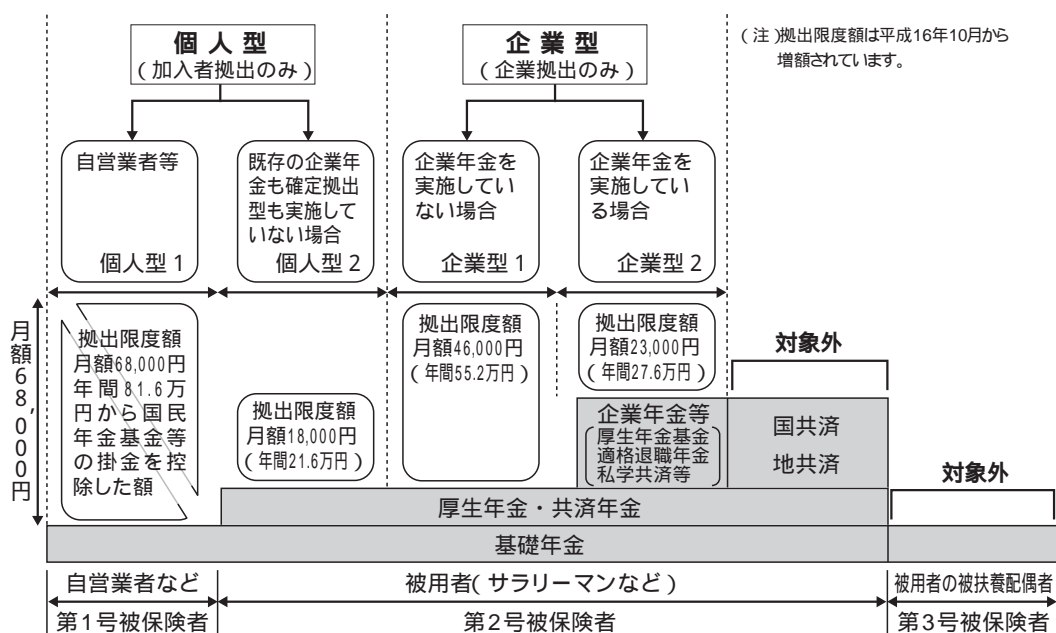 個人型
(加入者拠出のみ)
企業型
(企業拠出のみ)
(注)拠出限度額は平成16年10月から
増額されています。
自営業者等
個人型1
既存の企業年
金も確定拠出
型も実施して
いない場合
個人型2
企業年金を
実施してい
ない場合
企業型1
企業年金を
実施してい
る場合
企業型2
月額68,000円
拠出限度額
月額68,000円
年間81.6万
円から国民
年金基金等
の掛金を控
除した額
拠出限度額
月額18,000円
(年間21.6万円)
拠出限度額
月額46,000円
(年間55.2万円)
拠出限度額
月額23,000円
(年間27.6万円)
対象外
企業年金等
厚生年金基金
適格退職年金
私学共済等
国共済
地共済
対象外
厚生年金・共済年金
基礎年金
自営業者など
被用者(サラリーマンなど)
被用者の被扶養配偶者
第1号被保険者
第2号被保険者
第3号被保険者